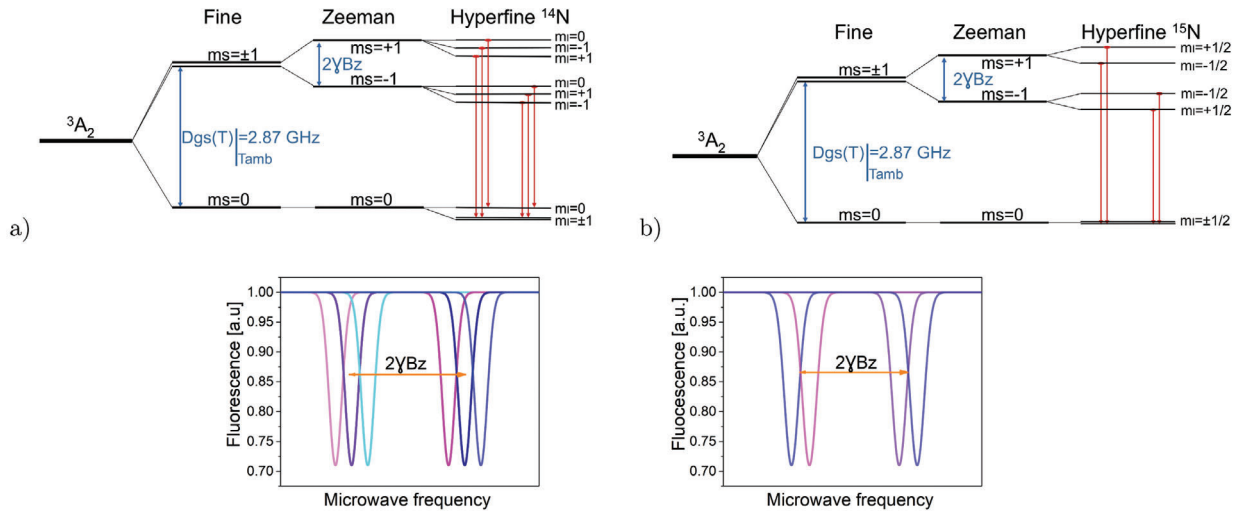 Fine Zeeman Hyperfine ¹⁴N
ms=±1
ms=+1
2ɣBz
ms=-1
mI=0
mI=-1
mI=+1
mI=0
mI=+1
mI=-1
³A₂
Dgs(T)|=2.87 GHz
Tamb
ms=0
ms=0
mI=0
mI=±1
a)
Fine Zeeman Hyperfine ¹⁵N
ms=±1
ms=+1
2ɣBz
ms=-1
mI=+1/2
mI=-1/2
mI=-1/2
mI=+1/2
³A₂
Dgs(T)|=2.87 GHz
Tamb
ms=0
ms=0
mI=±1/2
b)
Fluorescence [a.u]
1.00
0.95
0.90
0.85
0.80
0.75
0.70
2ɣBz
Microwave frequency
Fluocescence [a.u.]
1.00
0.95
0.90
0.85
0.80
0.75
0.70
2ɣBz
Microwave frequency